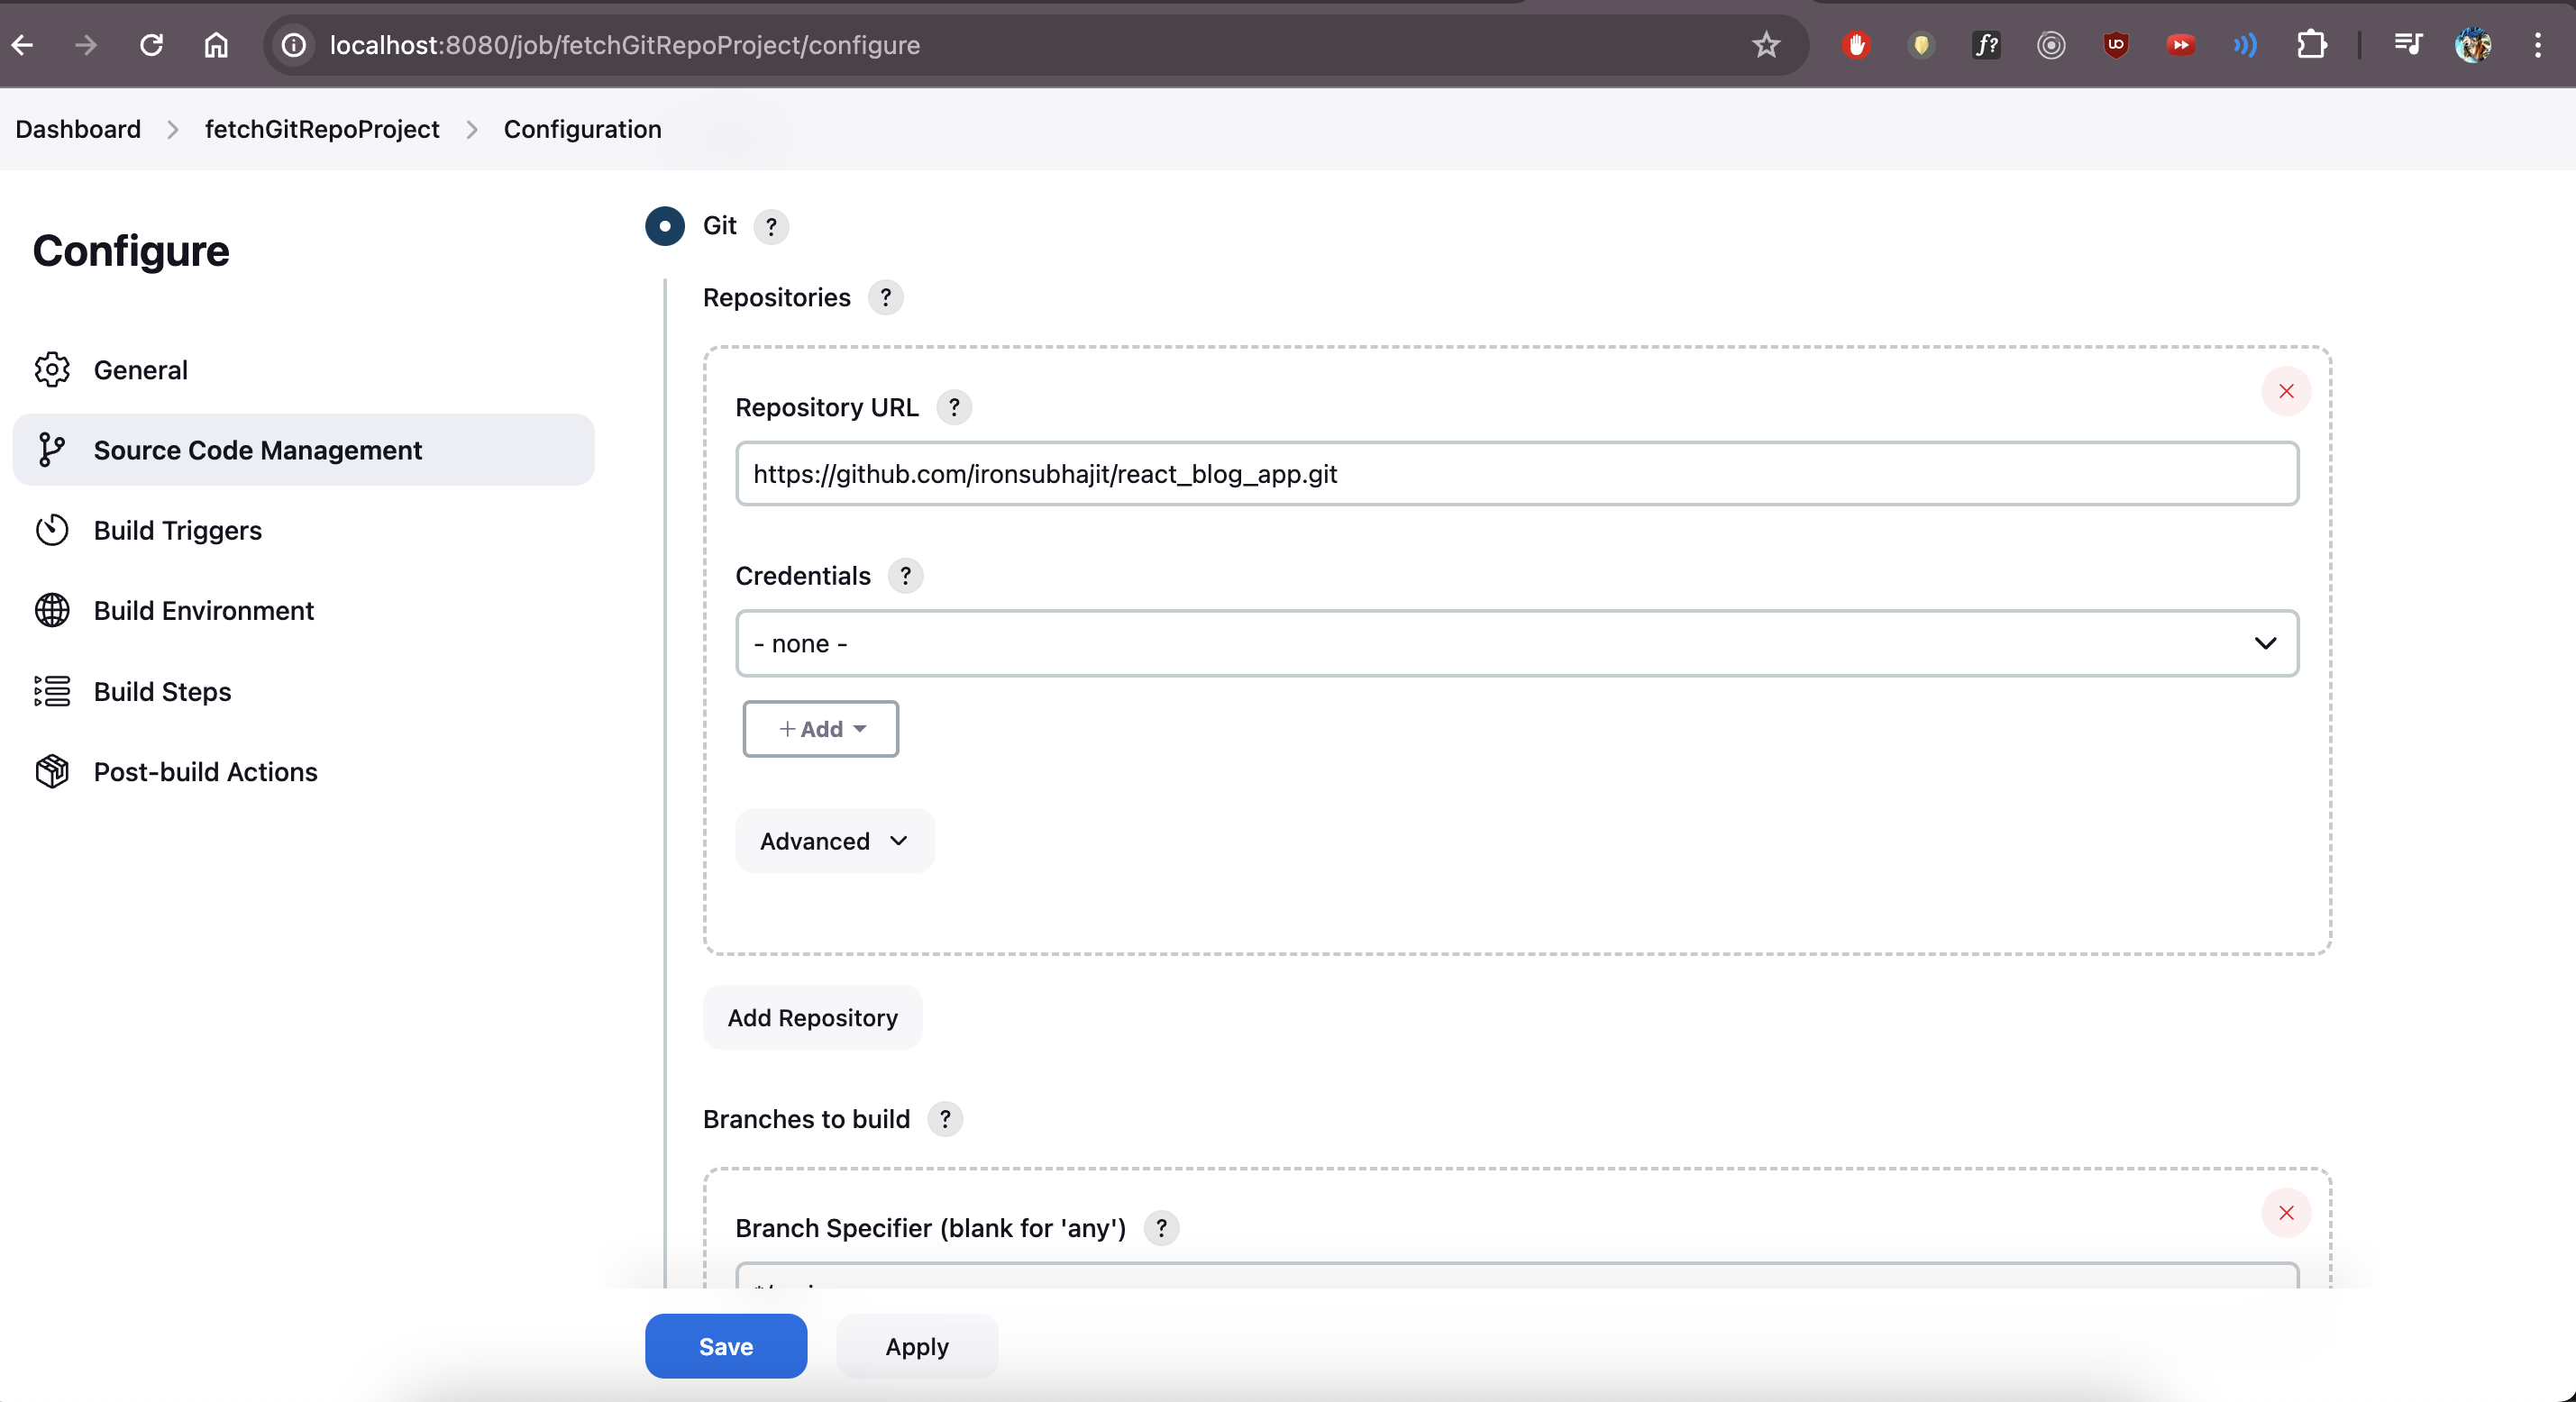 localhost:8080/job/fetchGitRepoProject/configure
Dashboard > fetchGitRepoProject > Configuration
Configure
General
Source Code Management
Build Triggers
Build Environment
Build Steps
Post-build Actions
Git ?
Repositories ?
Repository URL ?
https://github.com/ironsubhajit/react_blog_app.git
Credentials ?
- none -
+ Add
Advanced
Add Repository
Branches to build ?
Branch Specifier (blank for 'any') ?
Save
Apply